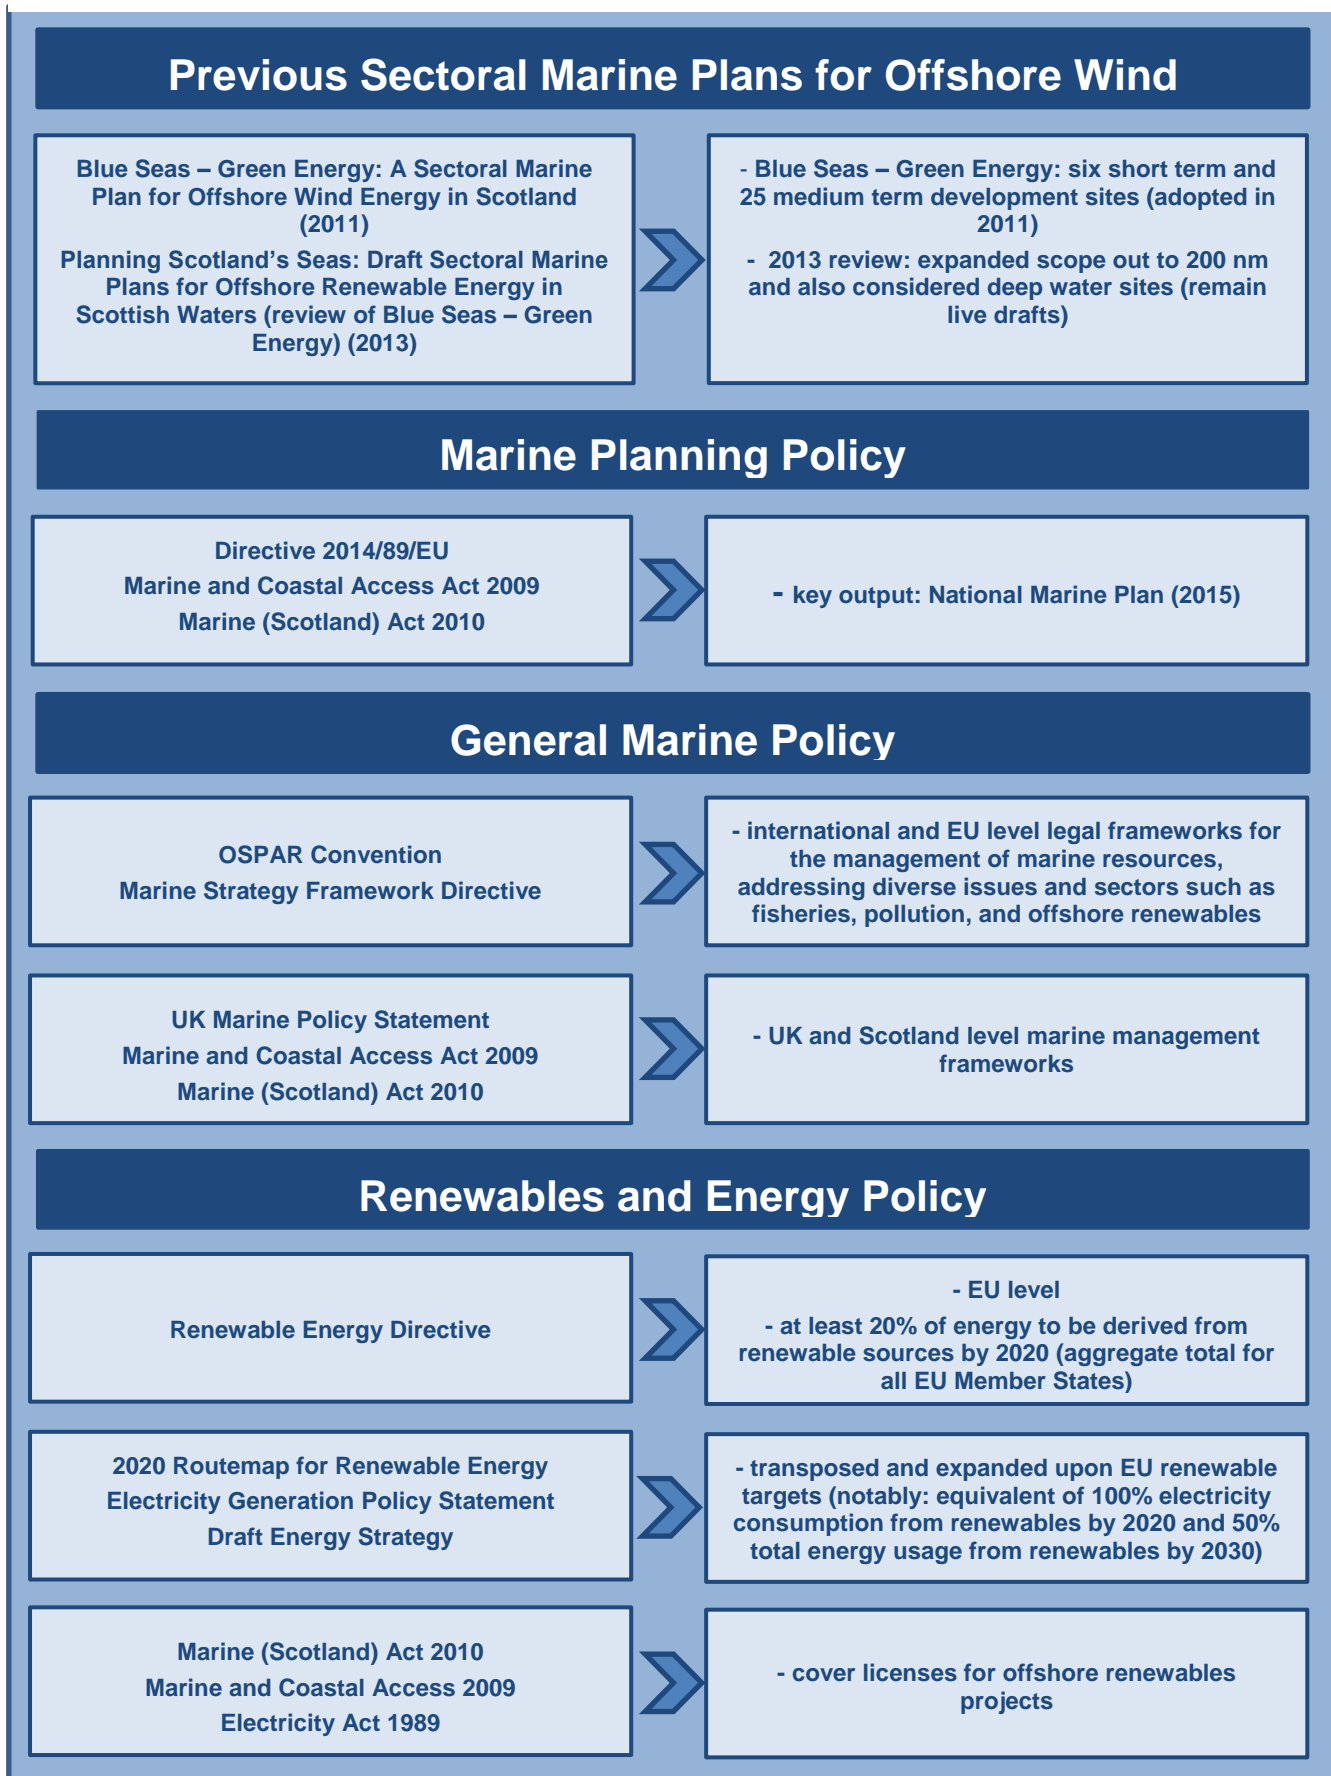 Previous Sectoral Marine Plans for Offshore Wind
Blue Seas – Green Energy: A Sectoral Marine
Plan for Offshore Wind Energy in Scotland
(2011)
Planning Scotland's Seas: Draft Sectoral Marine
Plans for Offshore Renewable Energy in
Scottish Waters (review of Blue Seas – Green
Energy) (2013)
- Blue Seas – Green Energy: six short term and
25 medium term development sites (adopted in
2011)
- 2013 review: expanded scope out to 200 nm
and also considered deep water sites (remain
live drafts)
Marine Planning Policy
Directive 2014/89/EU
Marine and Coastal Access Act 2009
Marine (Scotland) Act 2010
- key output: National Marine Plan (2015)
General Marine Policy
OSPAR Convention
Marine Strategy Framework Directive
- international and EU level legal frameworks for
the management of marine resources,
addressing diverse issues and sectors such as
fisheries, pollution, and offshore renewables
UK Marine Policy Statement
Marine and Coastal Access Act 2009
Marine (Scotland) Act 2010
- UK and Scotland level marine management
frameworks
Renewables and Energy Policy
Renewable Energy Directive
- EU level
- at least 20% of energy to be derived from
renewable sources by 2020 (aggregate total for
all EU Member States)
2020 Routemap for Renewable Energy
Electricity Generation Policy Statement
Draft Energy Strategy
- transposed and expanded upon EU renewable
targets (notably: equivalent of 100% electricity
consumption from renewables by 2020 and 50%
total energy usage from renewables by 2030)
Marine (Scotland) Act 2010
Marine and Coastal Access 2009
Electricity Act 1989
- cover licenses for offshore renewables
projects